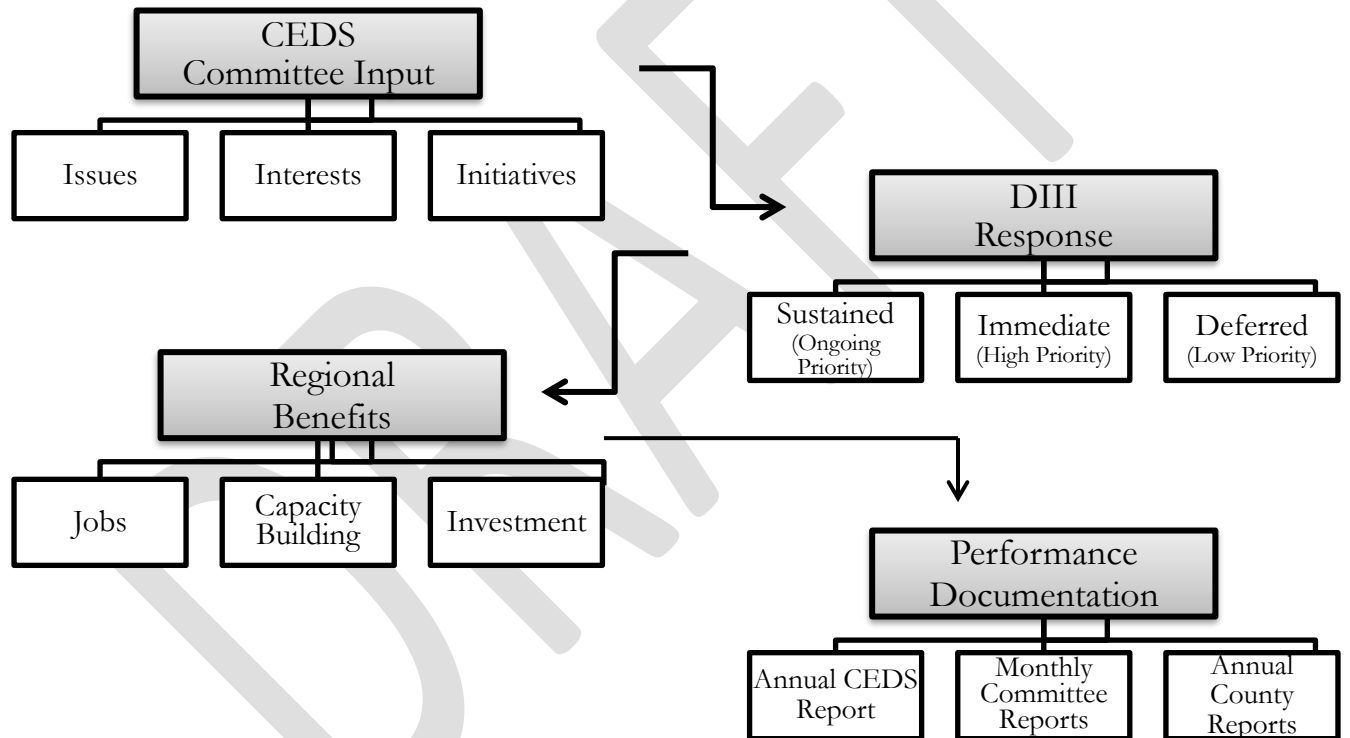 CEDS
Committee Input
Issues
Interests
Initiatives
DIII
Response
Sustained
(Ongoing
Priority)
Immediate
(High Priority)
Deferred
(Low Priority)
Regional
Benefits
Jobs
Capacity
Building
Investment
Performance
Documentation
Annual CEDS
Report
Monthly
Committee
Reports
Annual
County
Reports
DRAFT